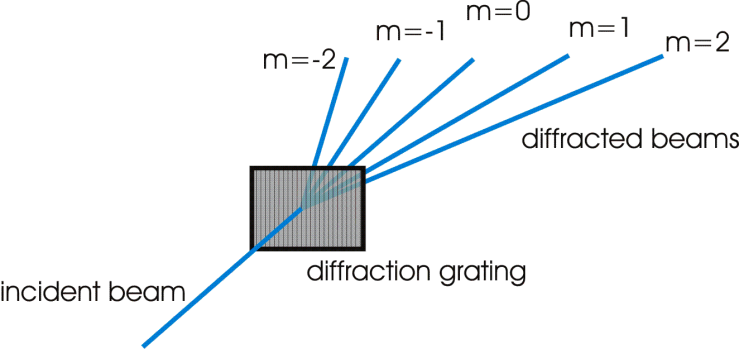 m=0
m=-1
m=1
m=2
m=-2
diffracted beams
diffraction grating
incident beam